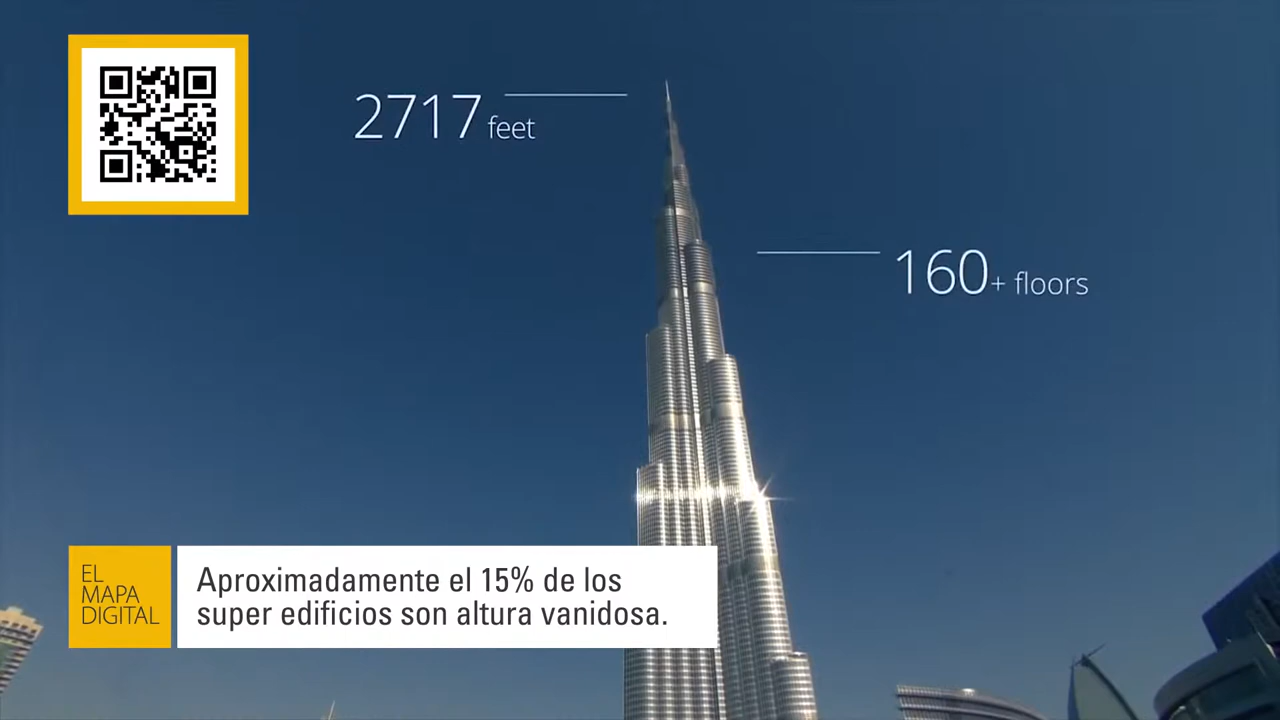 2717 feet
160+ floors
EL
MAPA
DIGITAL
Aproximadamente el 15% de los
super edificios son altura vanidosa.